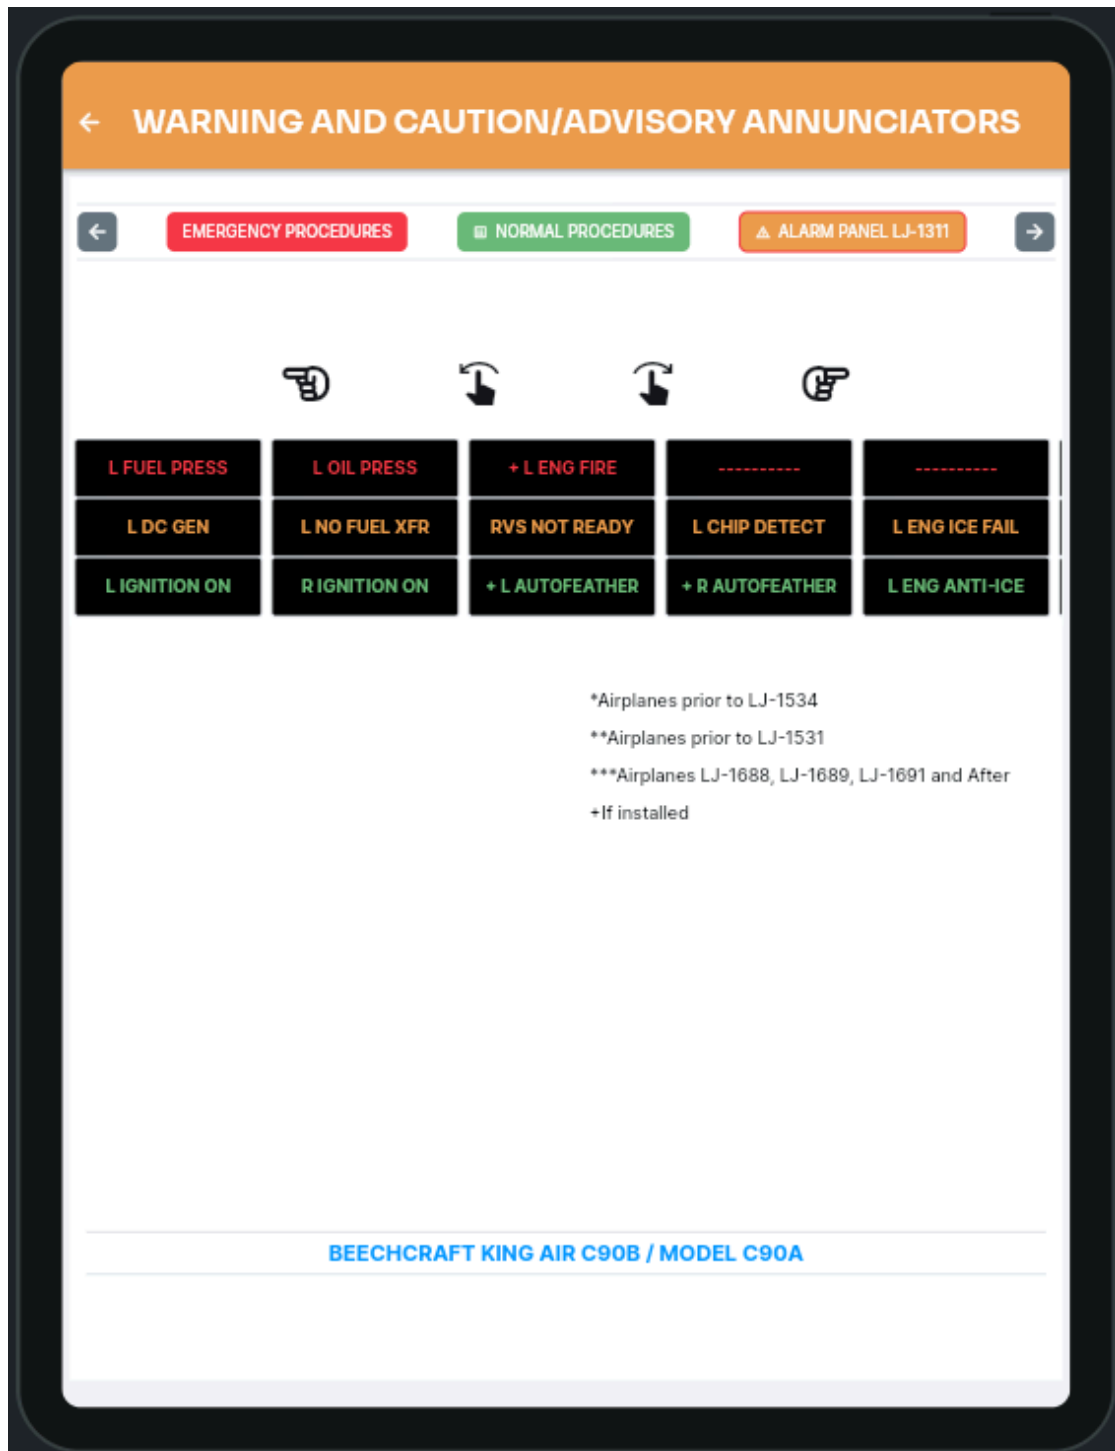 WARNING AND CAUTION/ADVISORY ANNUNCIATORS
EMERGENCY PROCEDURES NORMAL PROCEDURES ALARM PANEL LJ-1311
L FUEL PRESS L OIL PRESS + L ENG FIRE ---------- ----------
L DC GEN L NO FUEL XFR RVS NOT READY L CHIP DETECT L ENG ICE FAIL
L IGNITION ON R IGNITION ON + L AUTOFEATHER + R AUTOFEATHER L ENG ANTI-ICE
*Airplanes prior to LJ-1534
**Airplanes prior to LJ-1531
***Airplanes LJ-1688, LJ-1689, LJ-1691 and After
+If installed
BEECHCRAFT KING AIR C90B / MODEL C90A